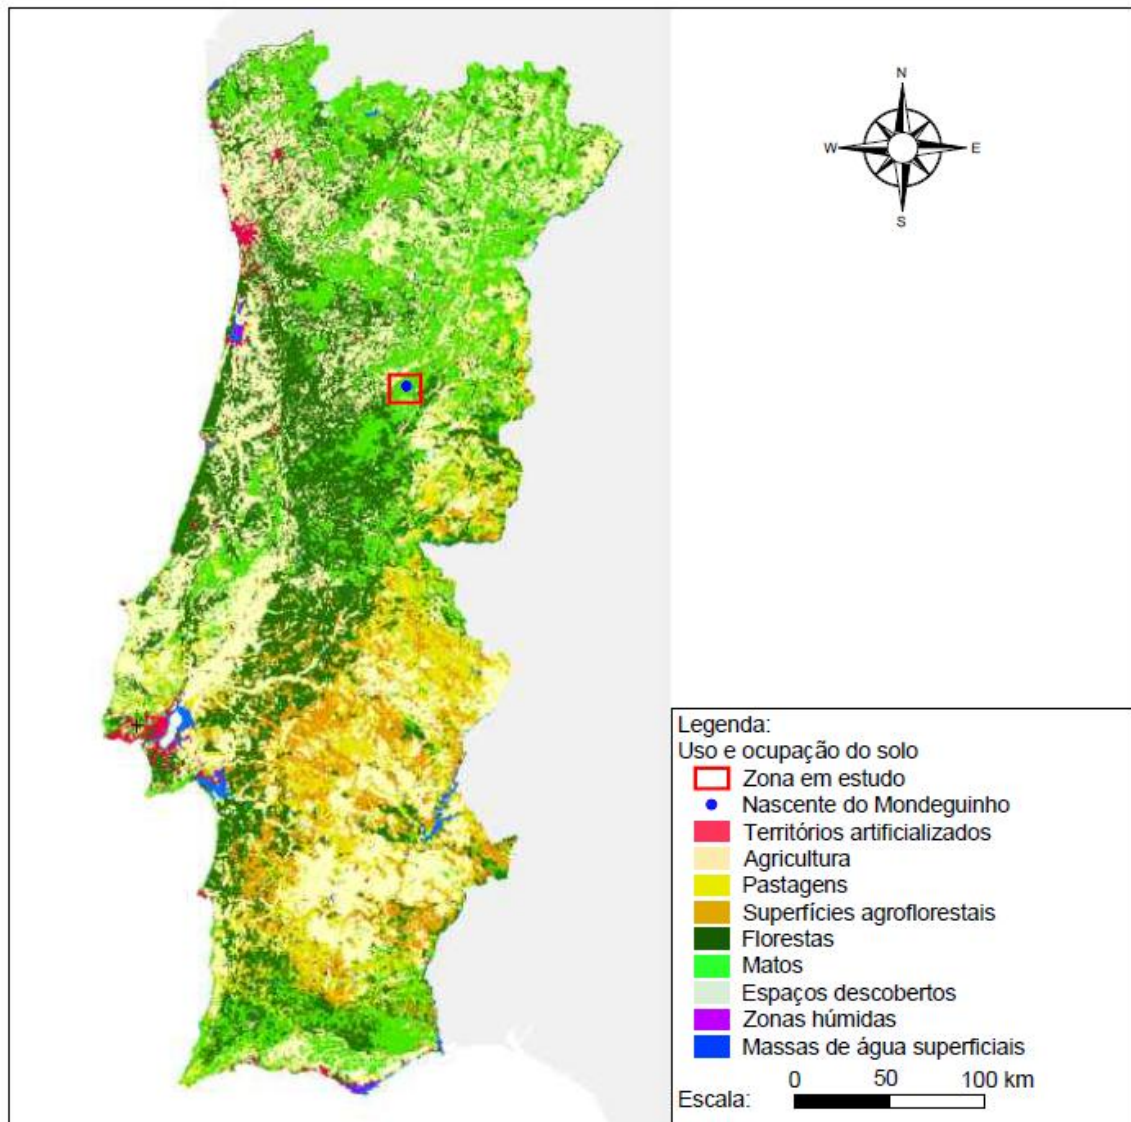 N
W E
S
Legenda:
Uso e ocupação do solo
Zona em estudo
Nascente do Mondeguinho
Territórios artificializados
Agricultura
Pastagens
Superfícies agroflorestais
Florestas
Matos
Espaços descobertos
Zonas húmidas
Massas de água superficiais
0 50 100 km
Escala: